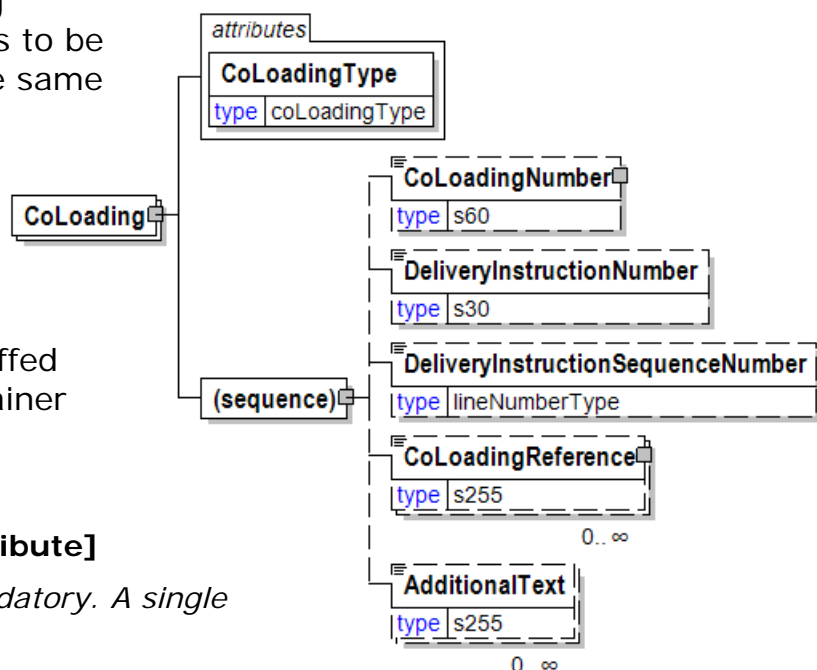 s to be
e same
ffed
ainer
ibute]
datory. A single
attributes
CoLoadingType
type coLoadingType
CoLoading
(sequence)
CoLoadingNumber
type s60
DeliveryInstructionNumber
type s30
DeliveryInstructionSequenceNumber
type lineNumberType
CoLoadingReference
type s255
0.. ∞
AdditionalText
type s255
0.. ∞